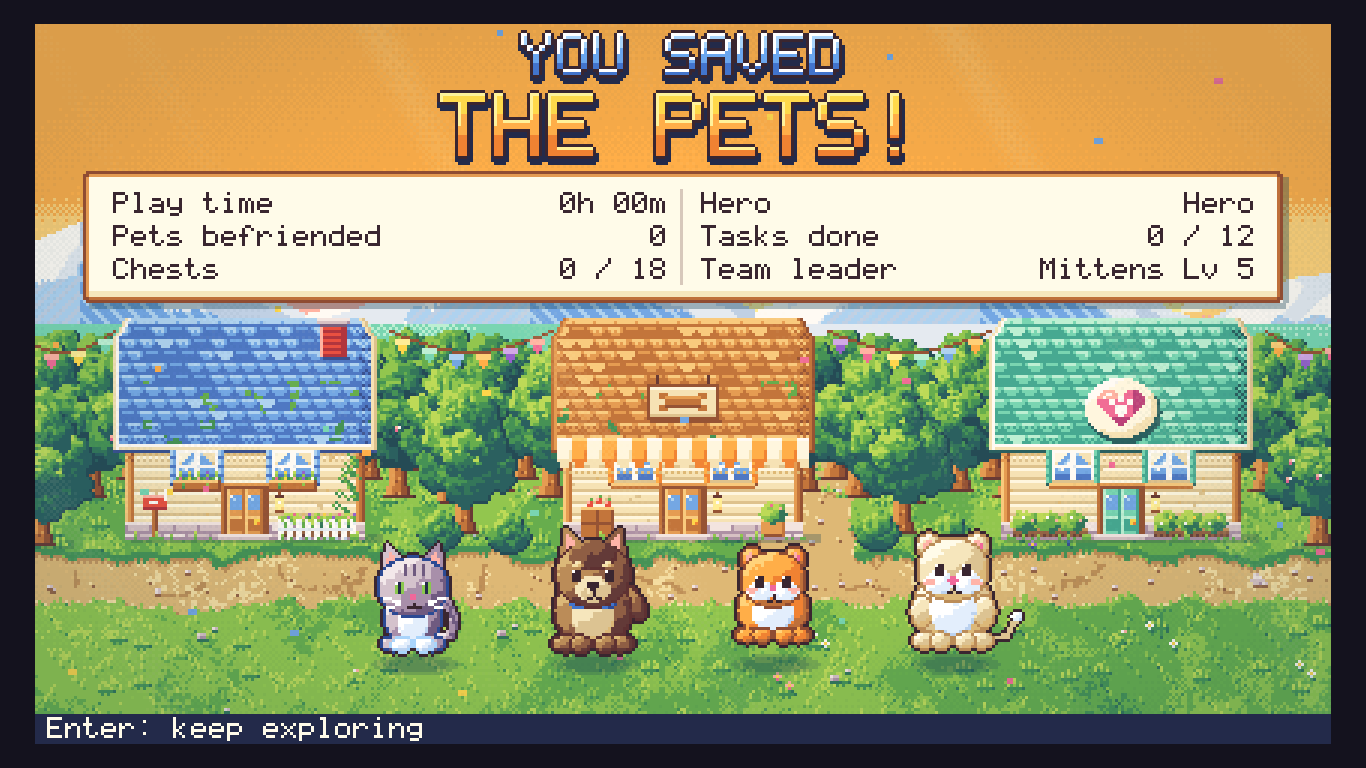 YOU SAVED
THE PETS!
Play time 0h 00m
Pets befriended 0
Chests 0 / 18
Hero Hero
Tasks done 0 / 12
Team leader Mittens Lv 5
Enter: keep exploring